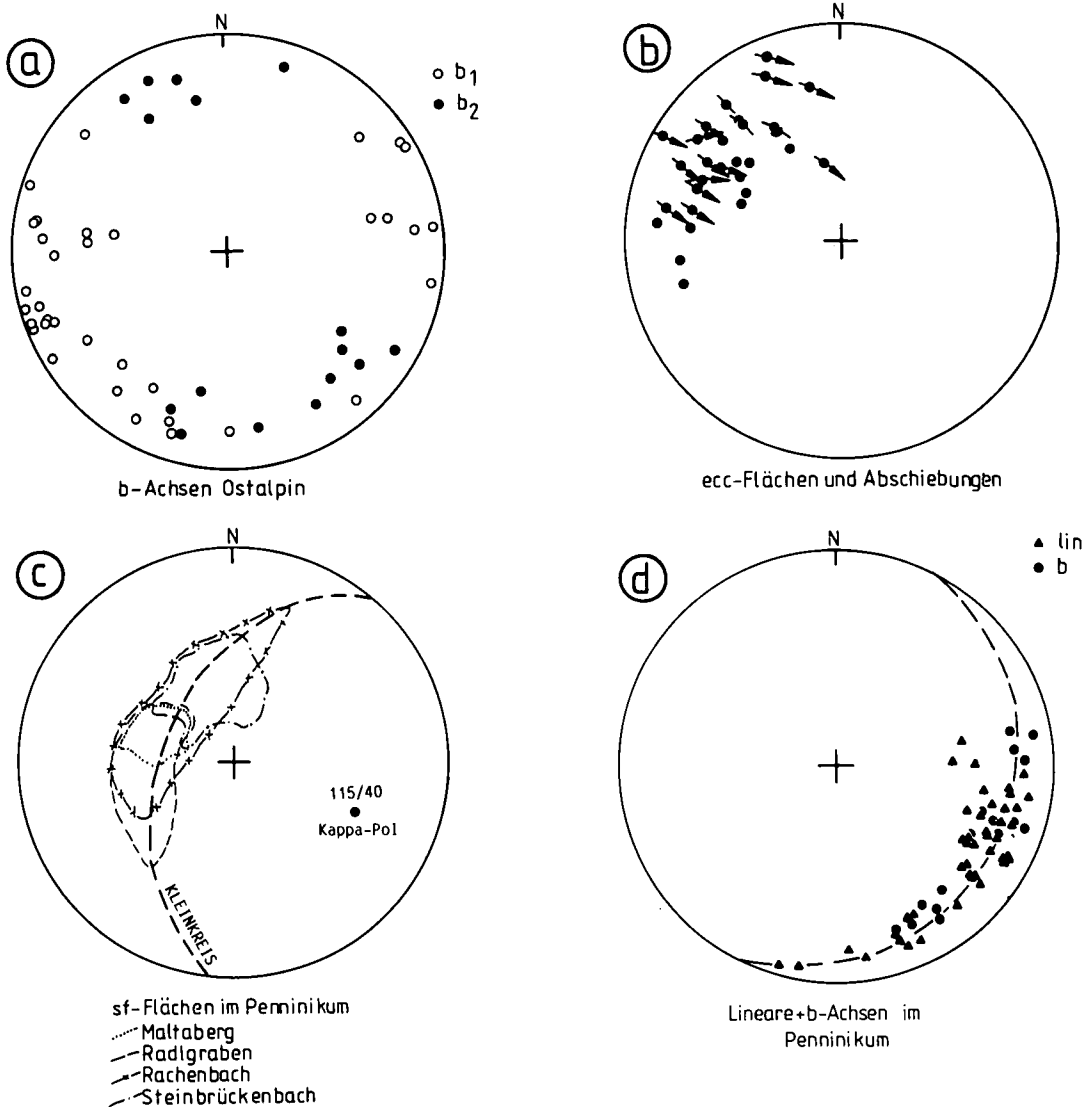 a
N
b₁
b₂
b-Achsen Ostalpin
b
N
ecc-Flächen und Abschiebungen
c
N
115/40
Kappa-Pol
KLEINKREIS
sf-Flächen im Penninikum
Maltaberg
Radlgraben
Rachenbach
Steinbrückenbach
d
N
lin
b
Lineare+b-Achsen im
Penninikum